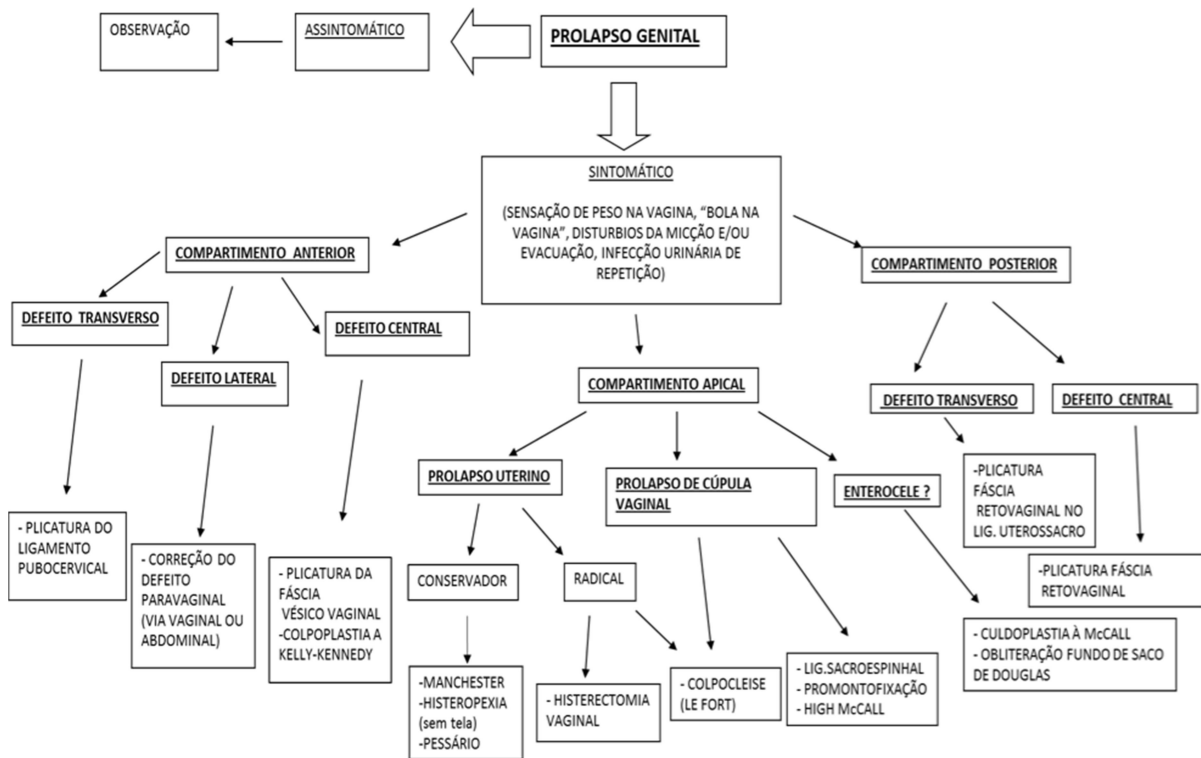 OBSERVAÇÃO
ASSINTOMÁTICO
PROLAPSO GENITAL
SINTOMÁTICO
(SENSAÇÃO DE PESO NA VAGINA, “BOLA NA
VAGINA”, DISTURBIOS DA MICÇÃO E/OU
EVACUAÇÃO, INFECÇÃO URINÁRIA DE
REPETIÇÃO)
COMPARTIMENTO ANTERIOR
COMPARTIMENTO POSTERIOR
DEFEITO TRANSVERSO
DEFEITO CENTRAL
DEFEITO LATERAL
COMPARTIMENTO APICAL
DEFEITO TRANSVERSO
DEFEITO CENTRAL
PROLAPSO UTERINO
PROLAPSO DE CÚPULA
VAGINAL
ENTEROCELE ?
-PLICATURA
FÁSCIA
RETOVAGINAL NO
LIG. UTEROSSACRO
- PLICATURA DO
LIGAMENTO
PUBOCERVICAL
- CORREÇÃO DO
DEFEITO
PARAVAGINAL
(VIA VAGINAL OU
ABDOMINAL)
- PLICATURA DA
FÁSCIA
VÉSICO VAGINAL
-COLPOPLASTIA A
KELLY-KENNEDY
CONSERVADOR
RADICAL
-PLICATURA FÁSCIA
RETOVAGINAL
-MANCHESTER
-HISTEROPEXIA
(sem tela)
-PESSÁRIO
- HISTERECTOMIA
VAGINAL
- COLPOCLEISE
(LE FORT)
- LIG.SACROESPINHAL
- PROMONTOFIXAÇÃO
- HIGH McCALL
- CULDOPLASTIA À McCALL
- OBLITERAÇÃO FUNDO DE SACO
DE DOUGLAS